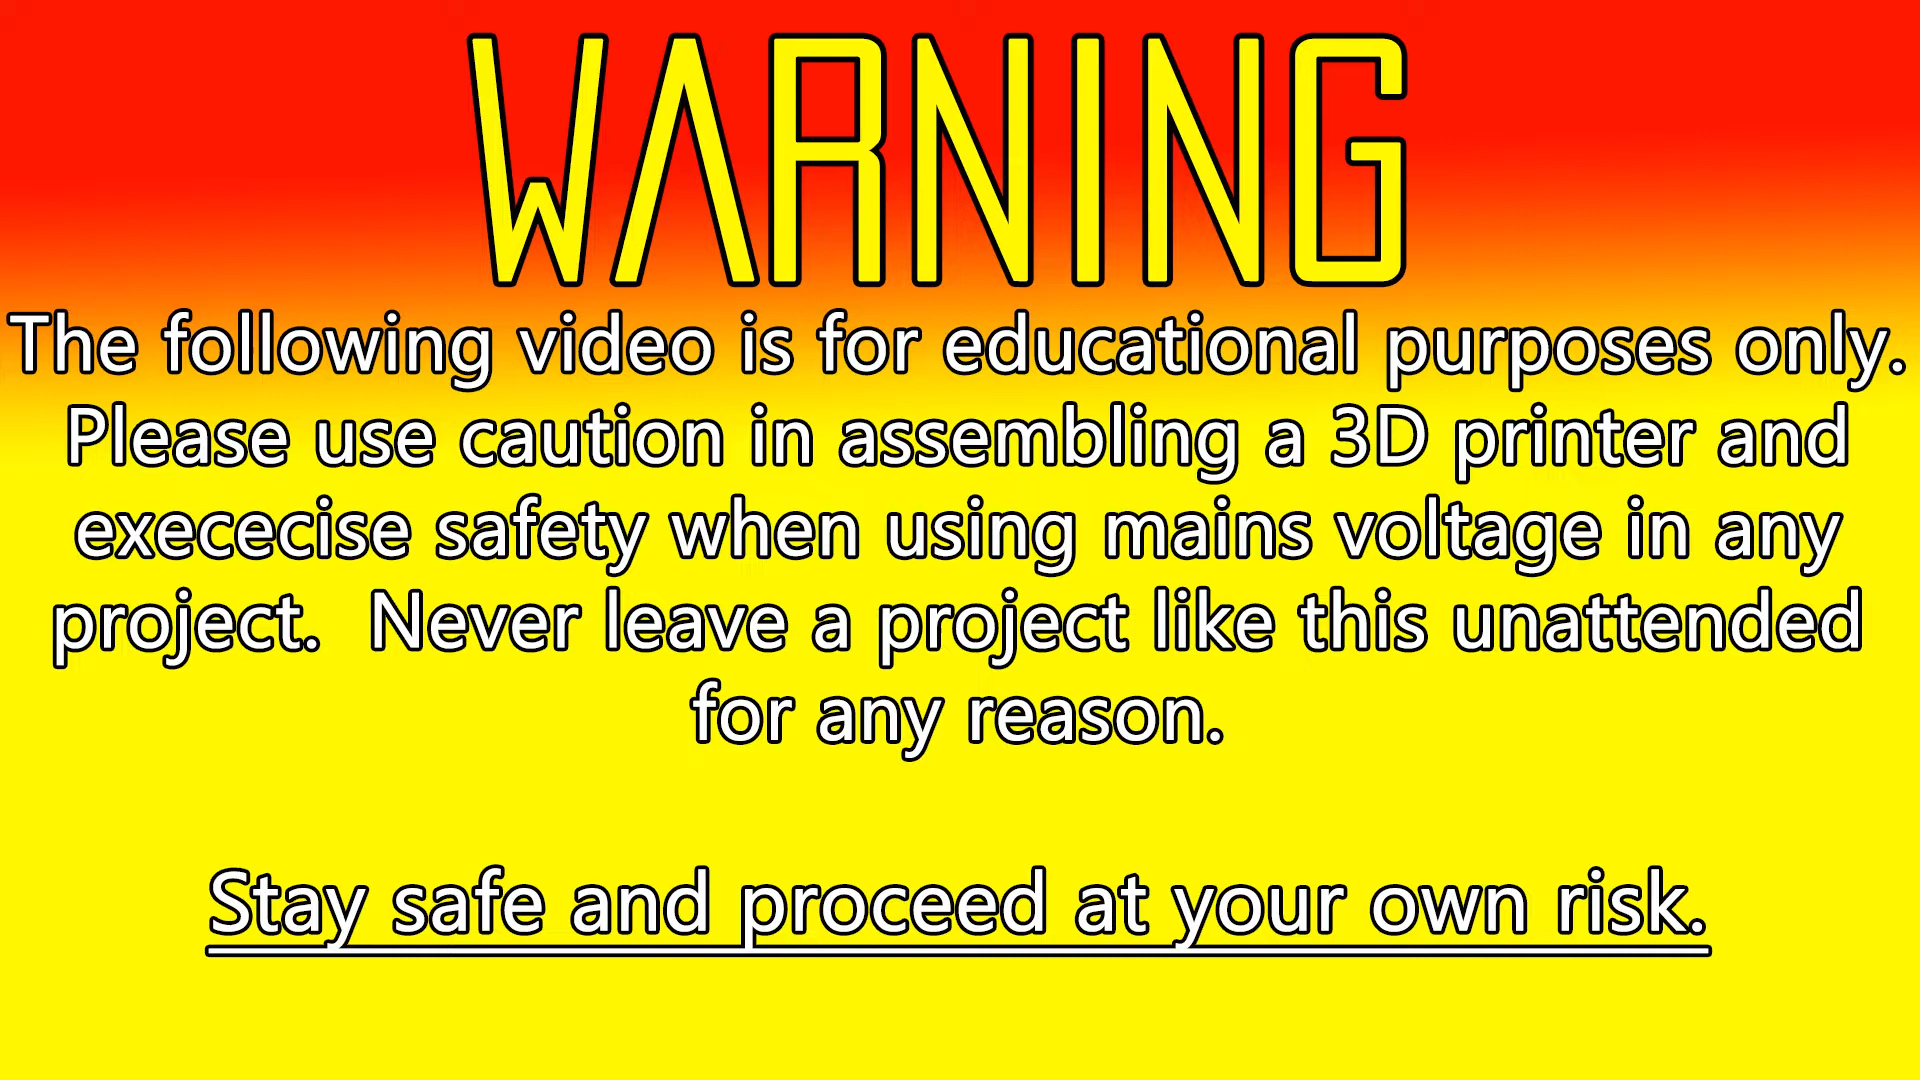 WARNING
The following video is for educational purposes only.
Please use caution in assembling a 3D printer and
exececise safety when using mains voltage in any
project.  Never leave a project like this unattended
for any reason.
Stay safe and proceed at your own risk.